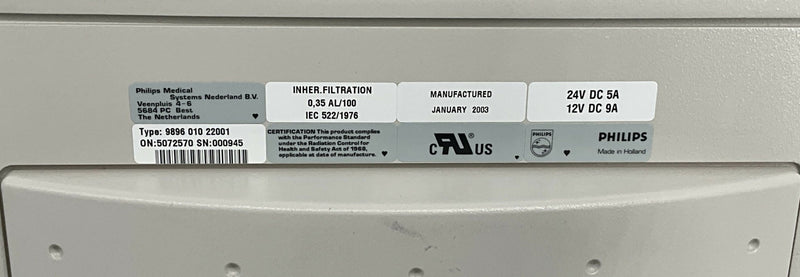 Philips Medical
Systems Nederland B.V.
Veenpluis 4-6
5684 PC Best
The Netherlands
INHER.FILTRATION
0,35 AL/100
IEC 522/1976
MANUFACTURED
JANUARY 2003
24V DC 5A
12V DC 9A
Type: 9896 010 22001
ON:5072570 SN:000945
CERTIFICATION This product complies
with the Performance Standard
under the Radiation Control for
Health and Safety Act of 1968,
applicable at date of manufacture.
c RU US
PHILIPS
PHILIPS
Made in Holland